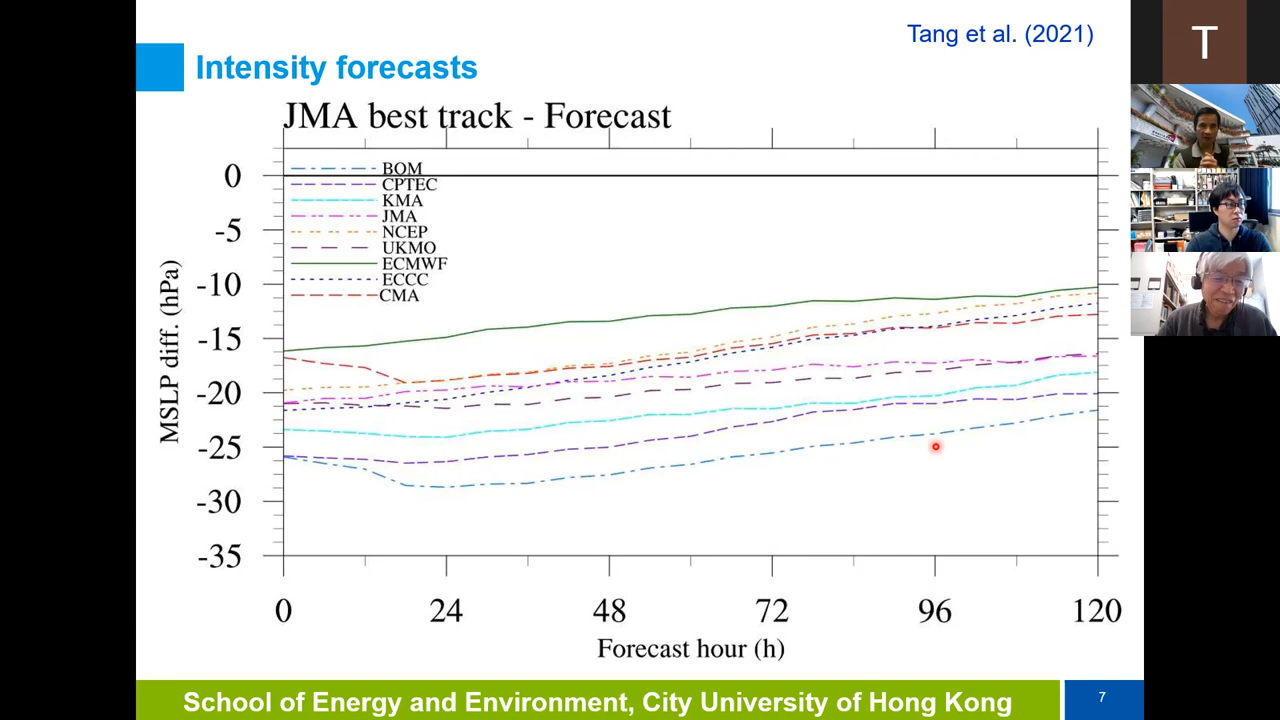 Tang et al. (2021)
T
Intensity forecasts
JMA best track - Forecast
BOM
CPTEC
KMA
JMA
NCEP
UKMO
ECMWF
ECCC
CMA
0
-5
-10
-15
-20
-25
-30
-35
MSLP diff. (hPa)
0 24 48 72 96 120
Forecast hour (h)
School of Energy and Environment, City University of Hong Kong
7